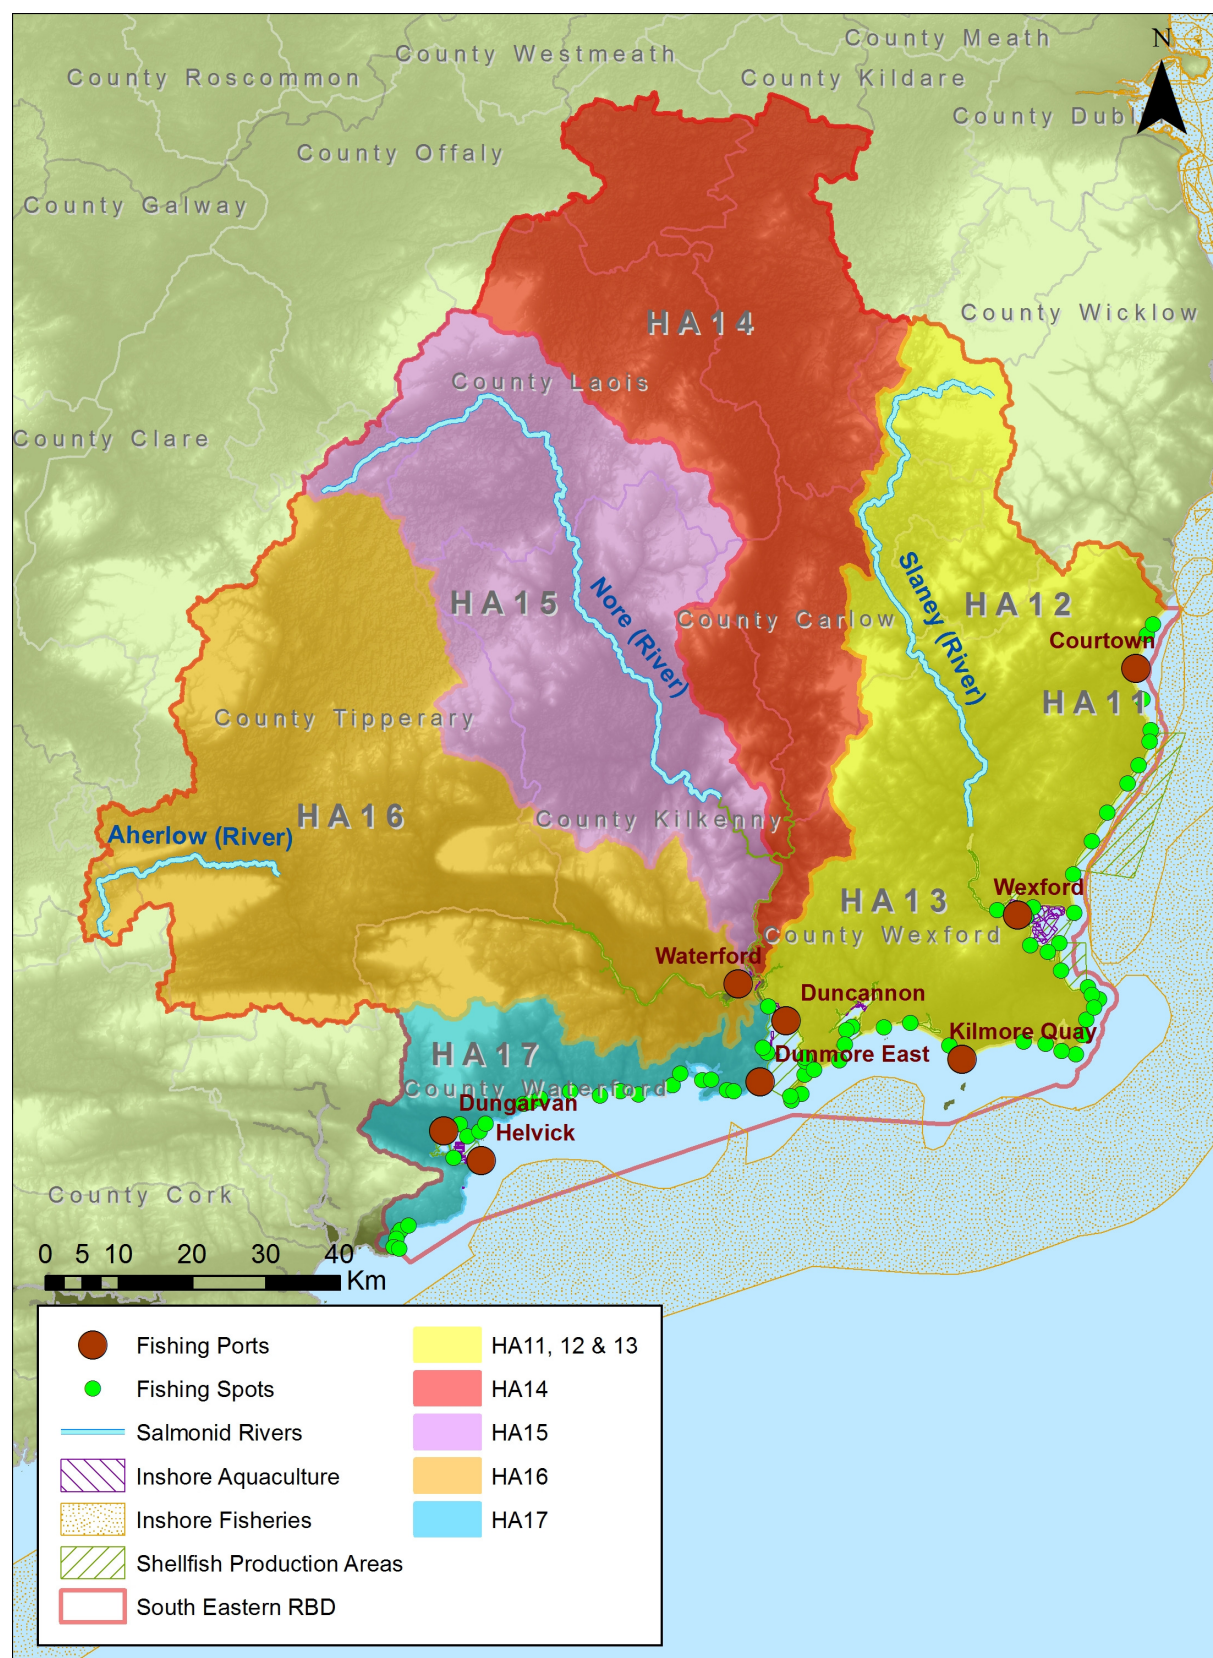 County Meath
N
County Westmeath
County Roscommon
County Kildare
County Dubli
County Offaly
County Galway
County Wicklow
HA14
County Laois
County Clare
Slaney (River)
HA15
HA12
Nore (River)
County Carlow
Courtown
HA11
County Tipperary
HA16
County Kilkenny
Aherlow (River)
Wexford
HA13
County Wexford
Waterford
Duncannon
Kilmore Quay
HA17
Dunmore East
County Waterford
Dungarvan
Helvick
County Cork
0 5 10 20 30 40
Km
Fishing Ports
Fishing Spots
Salmonid Rivers
Inshore Aquaculture
Inshore Fisheries
Shellfish Production Areas
South Eastern RBD
HA11, 12 & 13
HA14
HA15
HA16
HA17